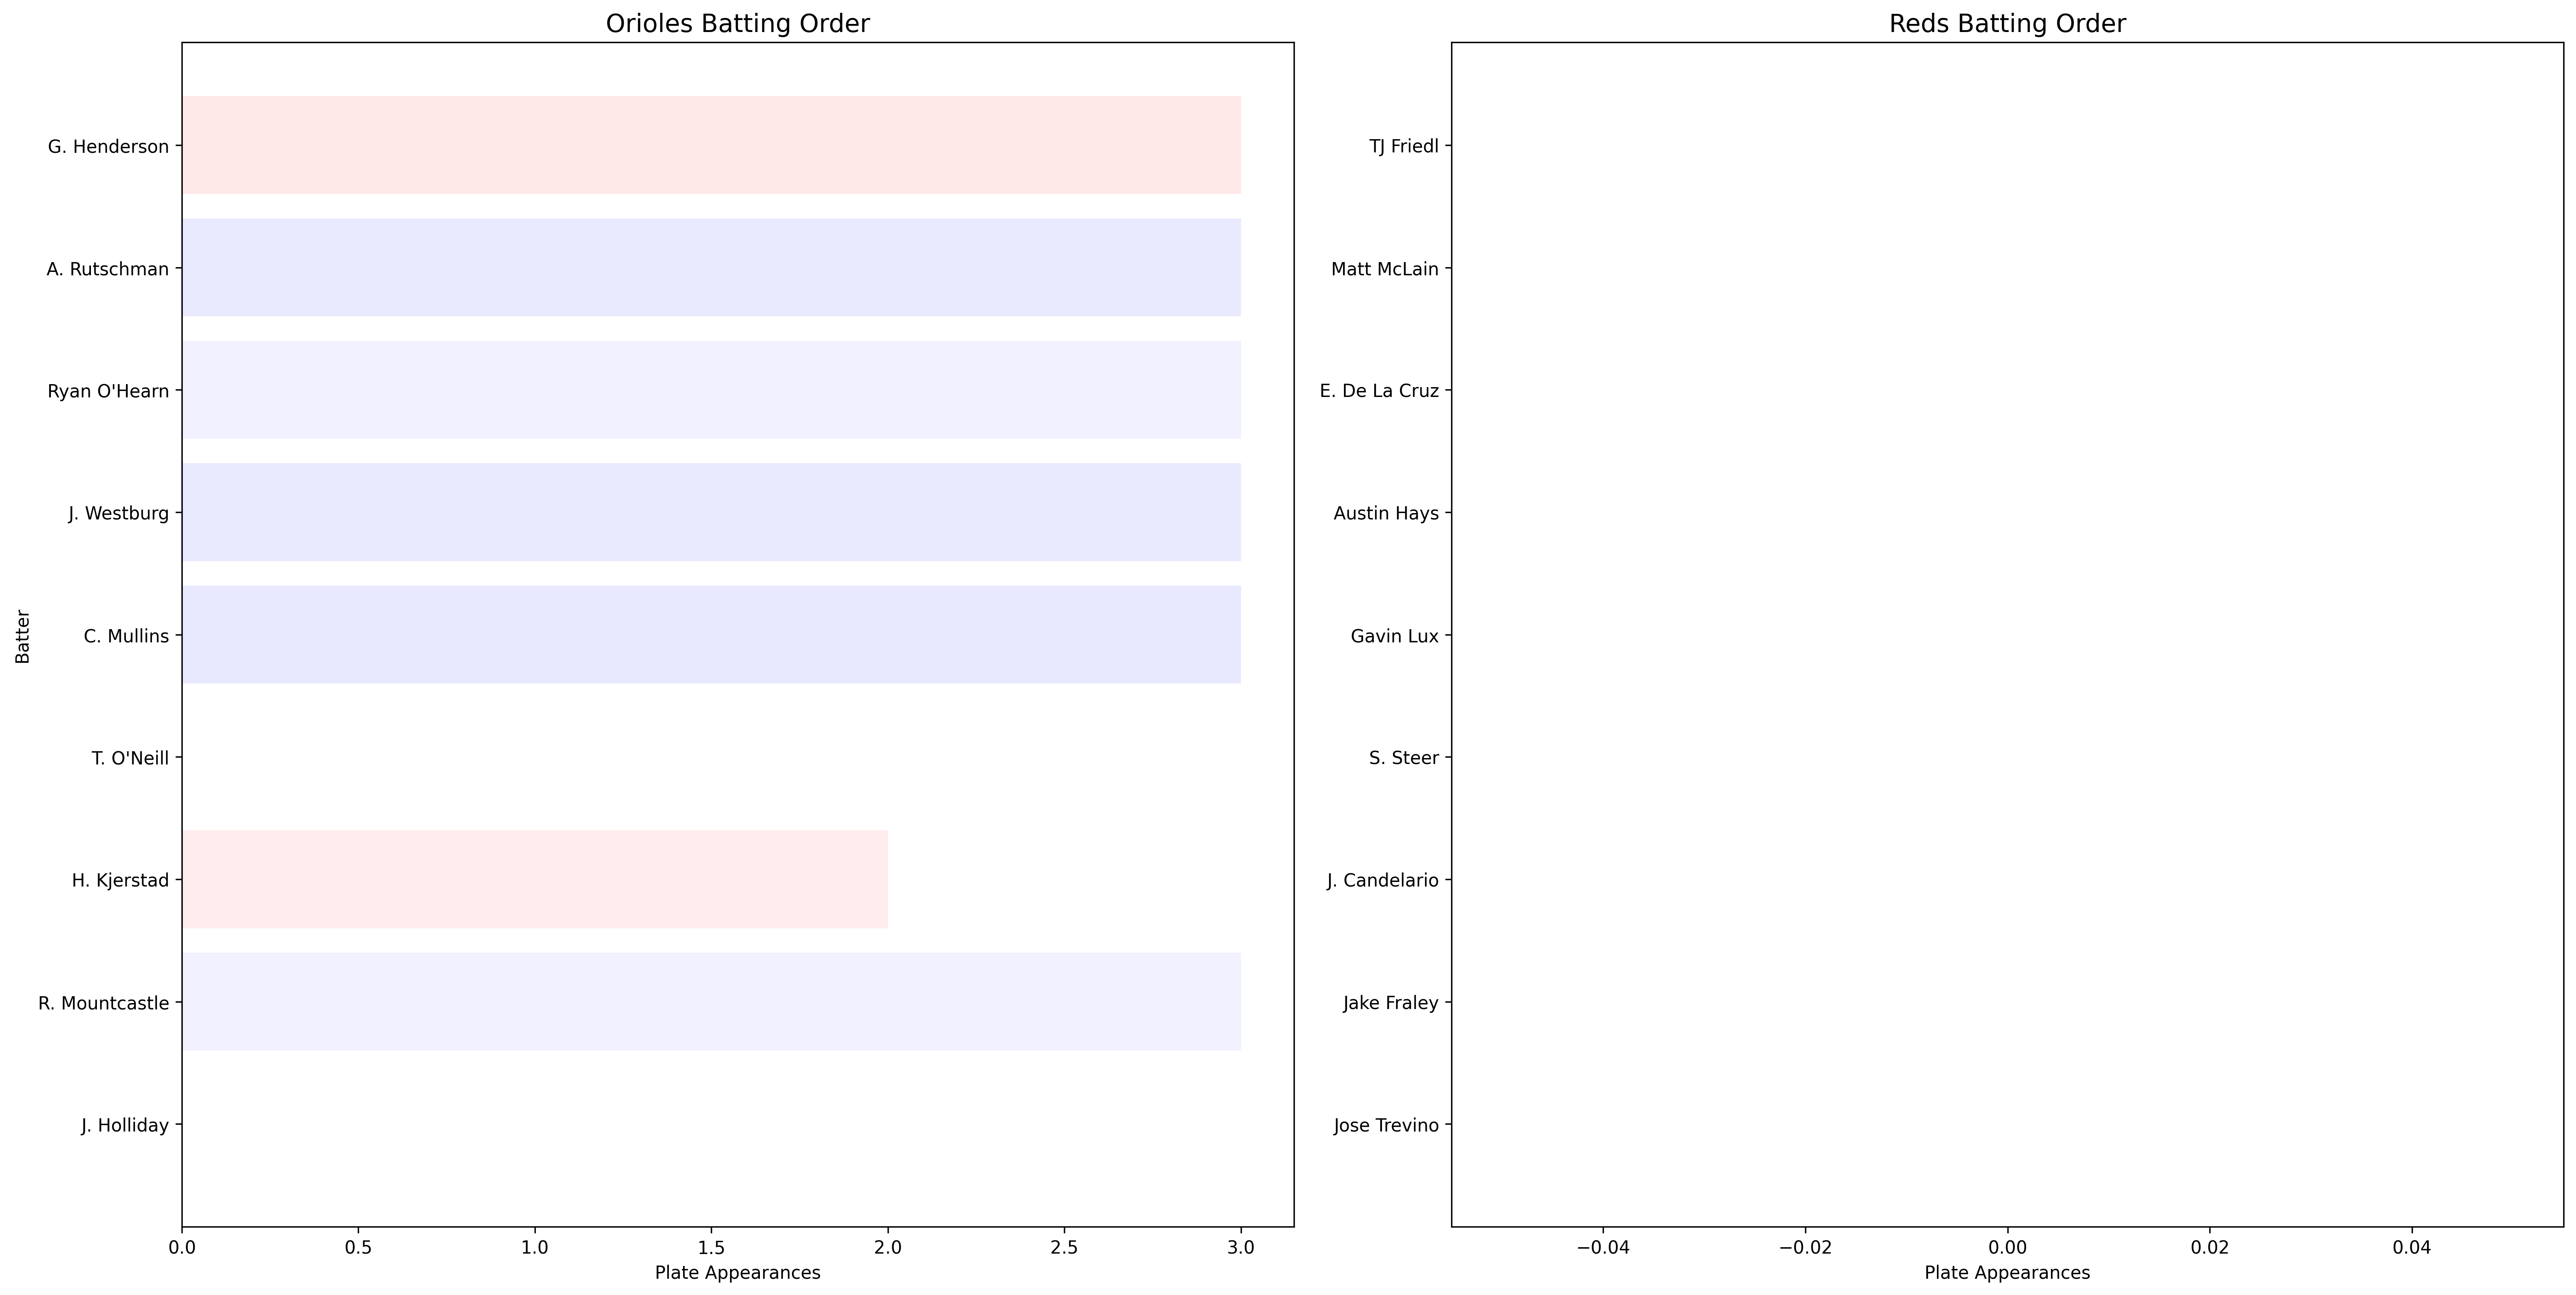 Orioles Batting Order
Batter
G. Henderson
A. Rutschman
Ryan O'Hearn
J. Westburg
C. Mullins
T. O'Neill
H. Kjerstad
R. Mountcastle
J. Holliday
0.0 0.5 1.0 1.5 2.0 2.5 3.0
Plate Appearances
Reds Batting Order
TJ Friedl
Matt McLain
E. De La Cruz
Austin Hays
Gavin Lux
S. Steer
J. Candelario
Jake Fraley
Jose Trevino
−0.04 −0.02 0.00 0.02 0.04
Plate Appearances